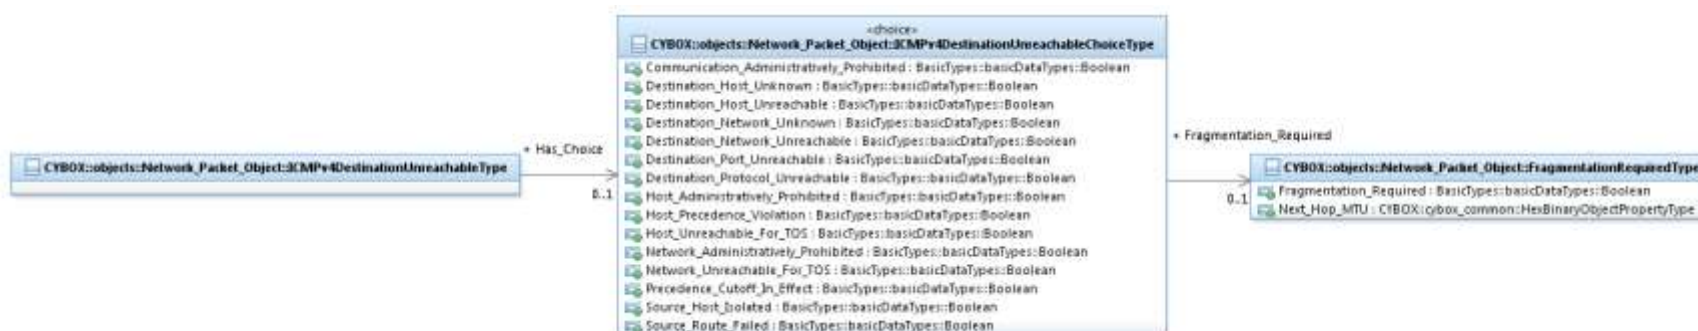 «choice»
CYBOX::objects::Network_Packet_Object::ICMPv4DestinationUnreachableChoiceType
Communication_Administratively_Prohibited : BasicTypes::basicDataTypes::Boolean
Destination_Host_Unknown : BasicTypes::basicDataTypes::Boolean
Destination_Host_Unreachable : BasicTypes::basicDataTypes::Boolean
Destination_Network_Unknown : BasicTypes::basicDataTypes::Boolean
Destination_Network_Unreachable : BasicTypes::basicDataTypes::Boolean
Destination_Port_Unreachable : BasicTypes::basicDataTypes::Boolean
Destination_Protocol_Unreachable : BasicTypes::basicDataTypes::Boolean
Host_Administratively_Prohibited : BasicTypes::basicDataTypes::Boolean
Host_Precedence_Violation : BasicTypes::basicDataTypes::Boolean
Host_Unreachable_For_TOS : BasicTypes::basicDataTypes::Boolean
Network_Administratively_Prohibited : BasicTypes::basicDataTypes::Boolean
Network_Unreachable_For_TOS : BasicTypes::basicDataTypes::Boolean
Precedence_Cutoff_In_Effect : BasicTypes::basicDataTypes::Boolean
Source_Host_Isolated : BasicTypes::basicDataTypes::Boolean
Source_Route_Failed : BasicTypes::basicDataTypes::Boolean
CYBOX::objects::Network_Packet_Object::ICMPv4DestinationUnreachableType
+ Has_Choice
0..1
+ Fragmentation_Required
0..1
CYBOX::objects::Network_Packet_Object::FragmentationRequiredType
Fragmentation_Required : BasicTypes::basicDataTypes::Boolean
Next_Hop_MTU : CYBOX::cybox_common::HexBinaryObjectPropertyType